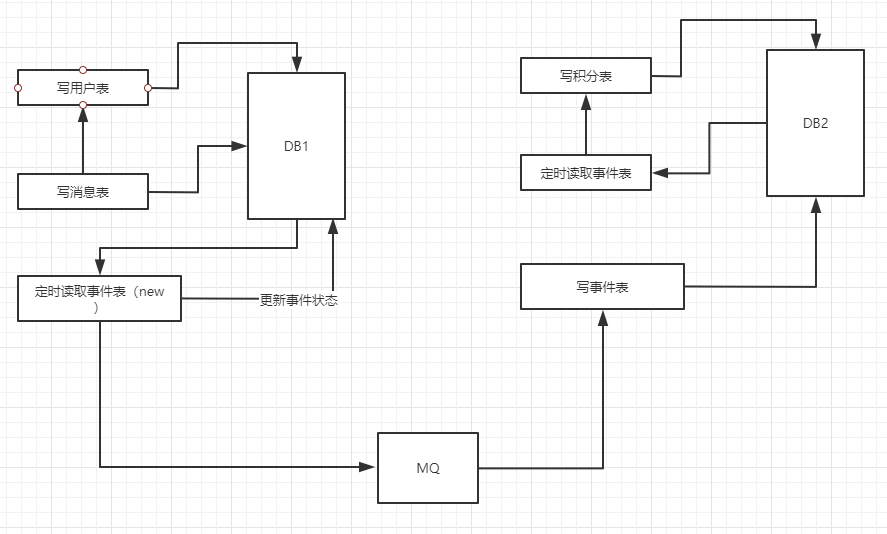 写用户表
DB1
写消息表
定时读取事件表（new
）
更新事件状态
MQ
写积分表
DB2
定时读取事件表
写事件表